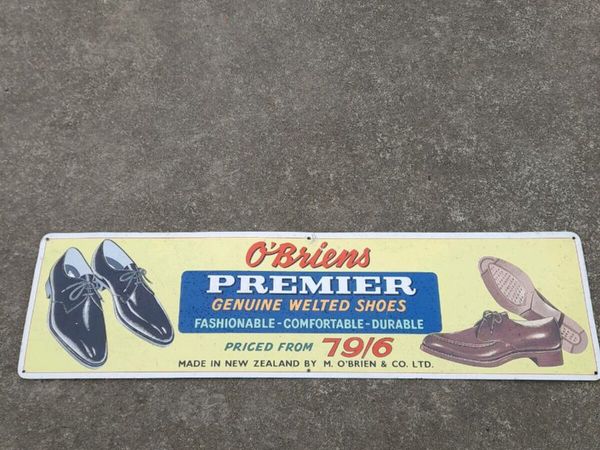 O'Briens
PREMIER
GENUINE WELTED SHOES
FASHIONABLE - COMFORTABLE - DURABLE
PRICED FROM 79/6
MADE IN NEW ZEALAND BY M. O'BRIEN & CO. LTD.